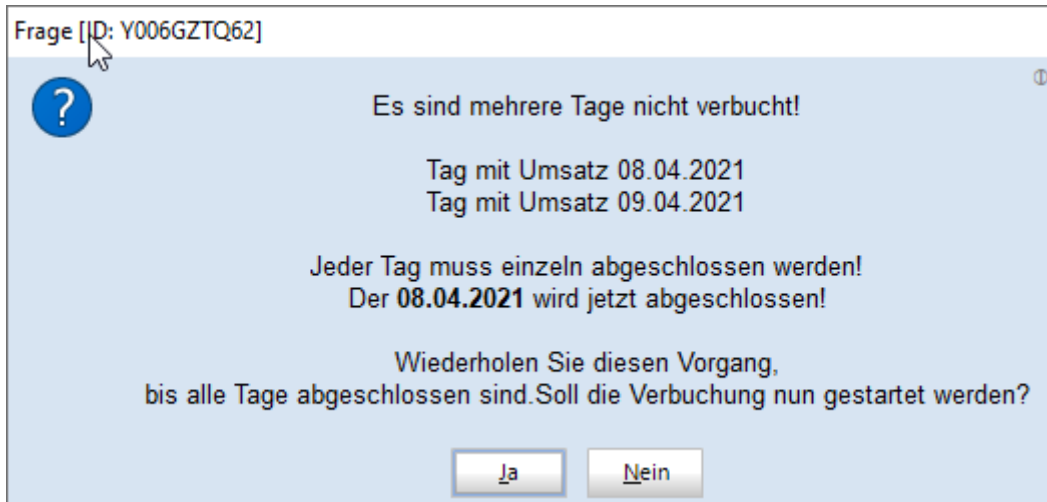 Frage [ID: Y006GZTQ62]
Es sind mehrere Tage nicht verbucht!
Tag mit Umsatz 08.04.2021
Tag mit Umsatz 09.04.2021
Jeder Tag muss einzeln abgeschlossen werden!
Der 08.04.2021 wird jetzt abgeschlossen!
Wiederholen Sie diesen Vorgang,
bis alle Tage abgeschlossen sind.Soll die Verbuchung nun gestartet werden?
Ja Nein